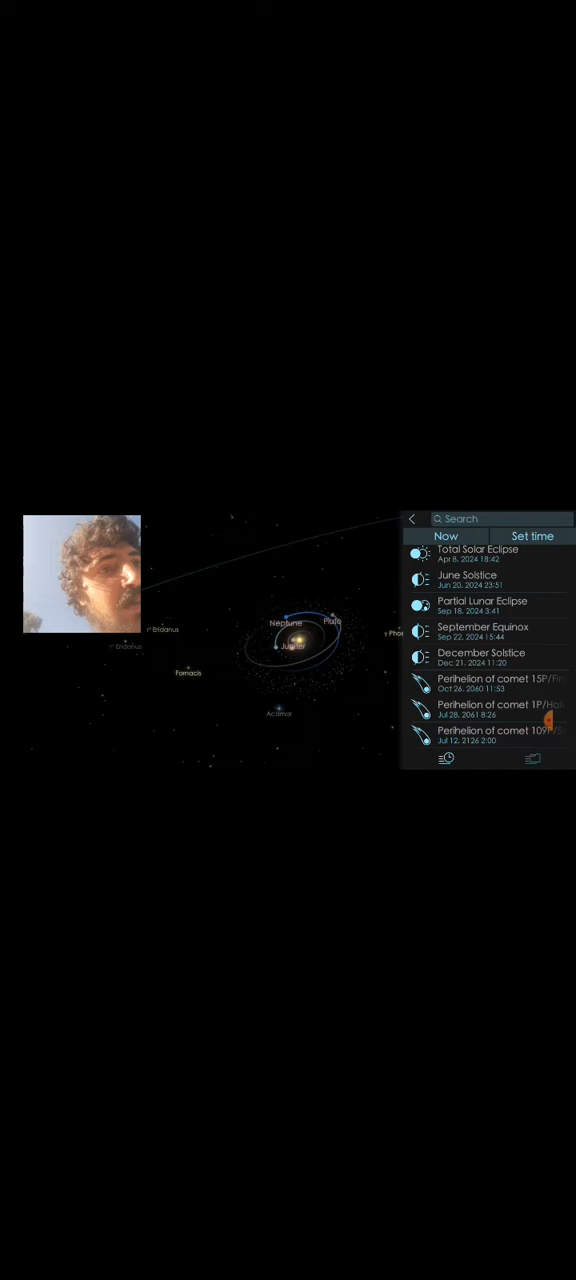 Search
Now
Set time
Total Solar Eclipse
Apr 8, 2024 18:42
June Solstice
Jun 20, 2024 23:51
Partial Lunar Eclipse
Sep 18, 2024 3:41
September Equinox
Sep 22, 2024 15:44
December Solstice
Dec 21, 2024 11:20
Perihelion of comet 15P/
Oct 26, 2060 11:53
Perihelion of comet 1P/
Jul 28, 2061 8:26
Perihelion of comet 109P/
Jul 12, 2126 2:00
Neptune
Pluto
Eridanus
Eridanus
Jupiter
Fornacis
Acamar